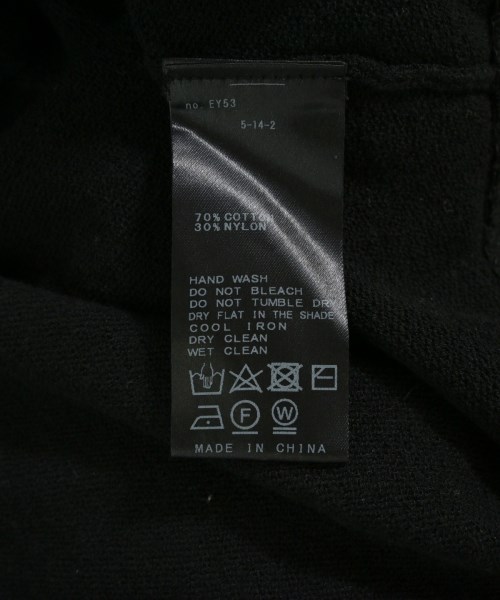 no. EY53
5-14-2
70% COTTON
30% NYLON
HAND WASH
DO NOT BLEACH
DO NOT TUMBLE DRY
DRY FLAT IN THE SHADE
COOL IRON
DRY CLEAN
WET CLEAN
F W
MADE IN CHINA